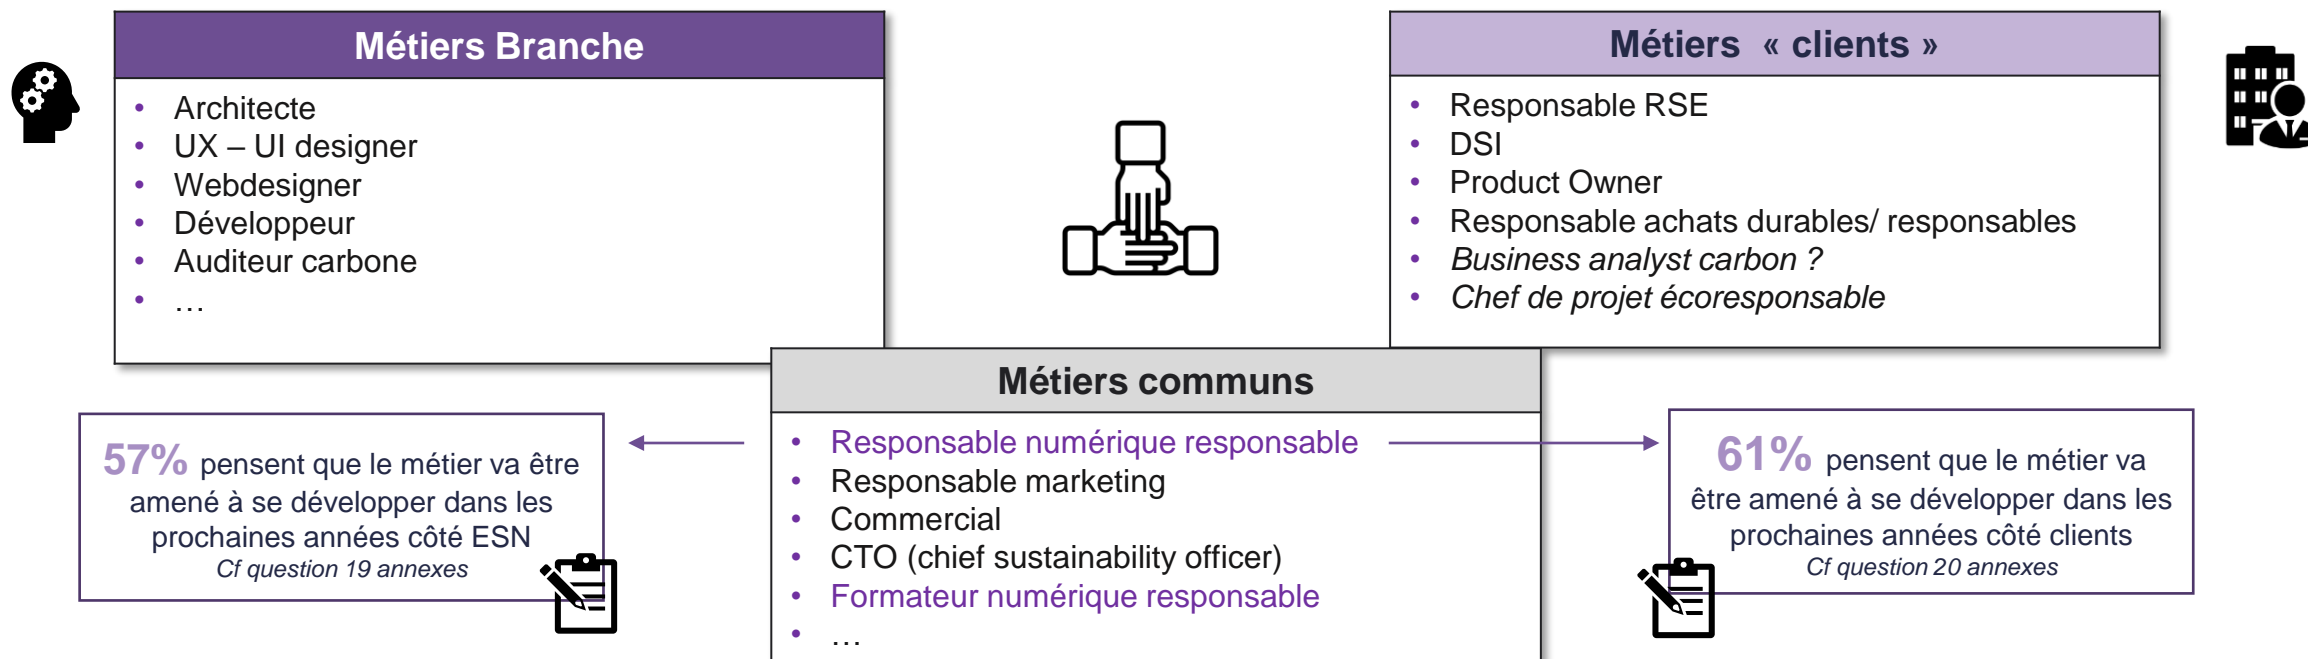 Métiers Branche
• Architecte
• UX – UI designer
• Webdesigner
• Développeur
• Auditeur carbone
• …
Métiers « clients »
• Responsable RSE
• DSI
• Product Owner
• Responsable achats durables/ responsables
• Business analyst carbon ?
• Chef de projet écoresponsable
Métiers communs
• Responsable numérique responsable
• Responsable marketing
• Commercial
• CTO (chief sustainability officer)
• Formateur numérique responsable
• …
57% pensent que le métier va être
amené à se développer dans les
prochaines années côté ESN
Cf question 19 annexes
61% pensent que le métier va
être amené à se développer dans les
prochaines années côté clients
Cf question 20 annexes